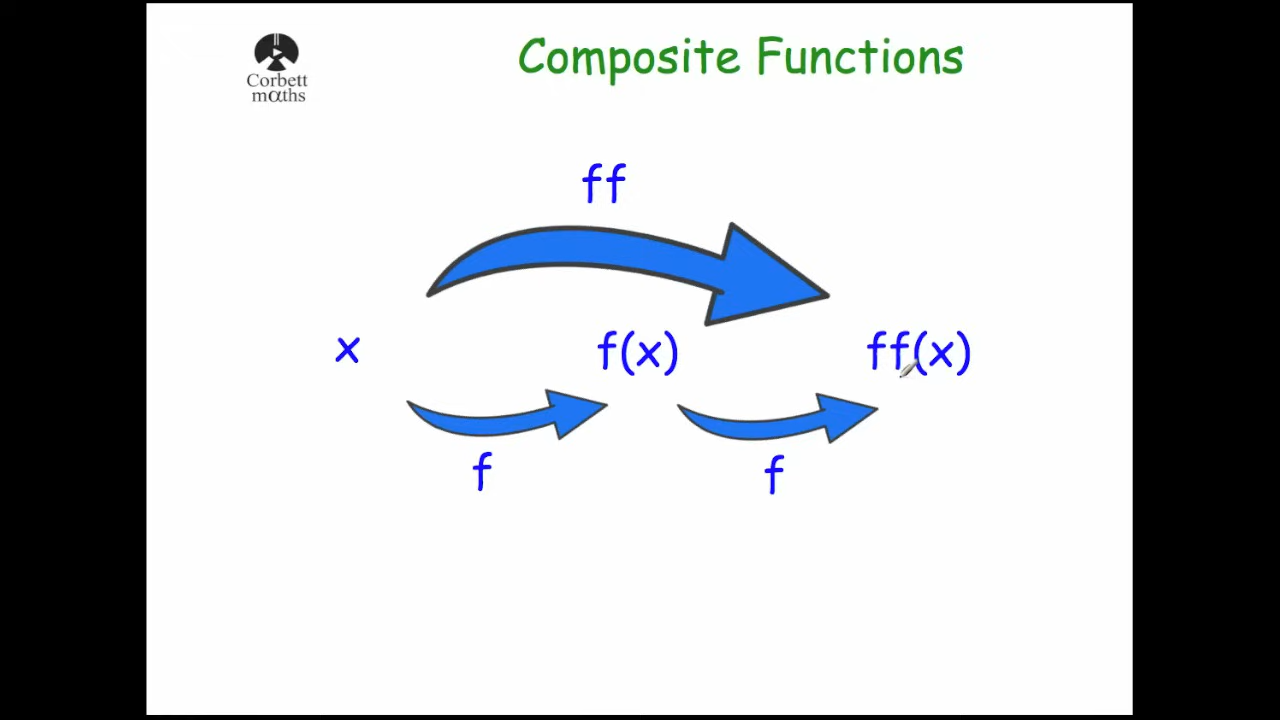 Corbett
mαths
Composite Functions
ff
x
f(x)
ff(x)
f
f